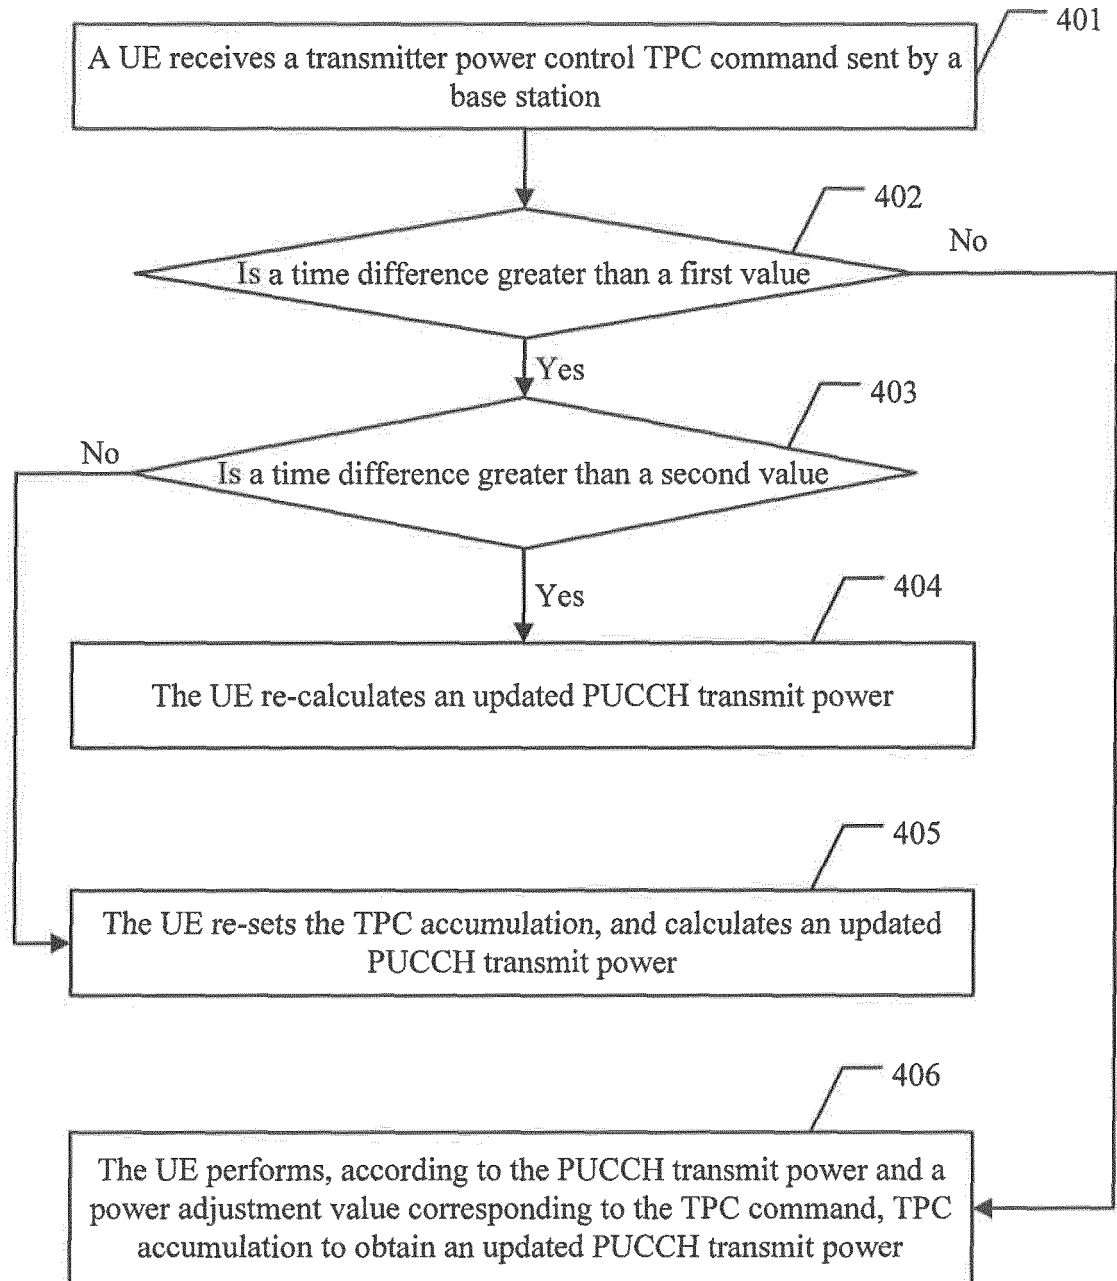 401
A UE receives a transmitter power control TPC command sent by a
base station
402
No
Is a time difference greater than a first value
Yes
403
No
Is a time difference greater than a second value
Yes
404
The UE re-calculates an updated PUCCH transmit power
405
The UE re-sets the TPC accumulation, and calculates an updated
PUCCH transmit power
406
The UE performs, according to the PUCCH transmit power and a
power adjustment value corresponding to the TPC command, TPC
accumulation to obtain an updated PUCCH transmit power